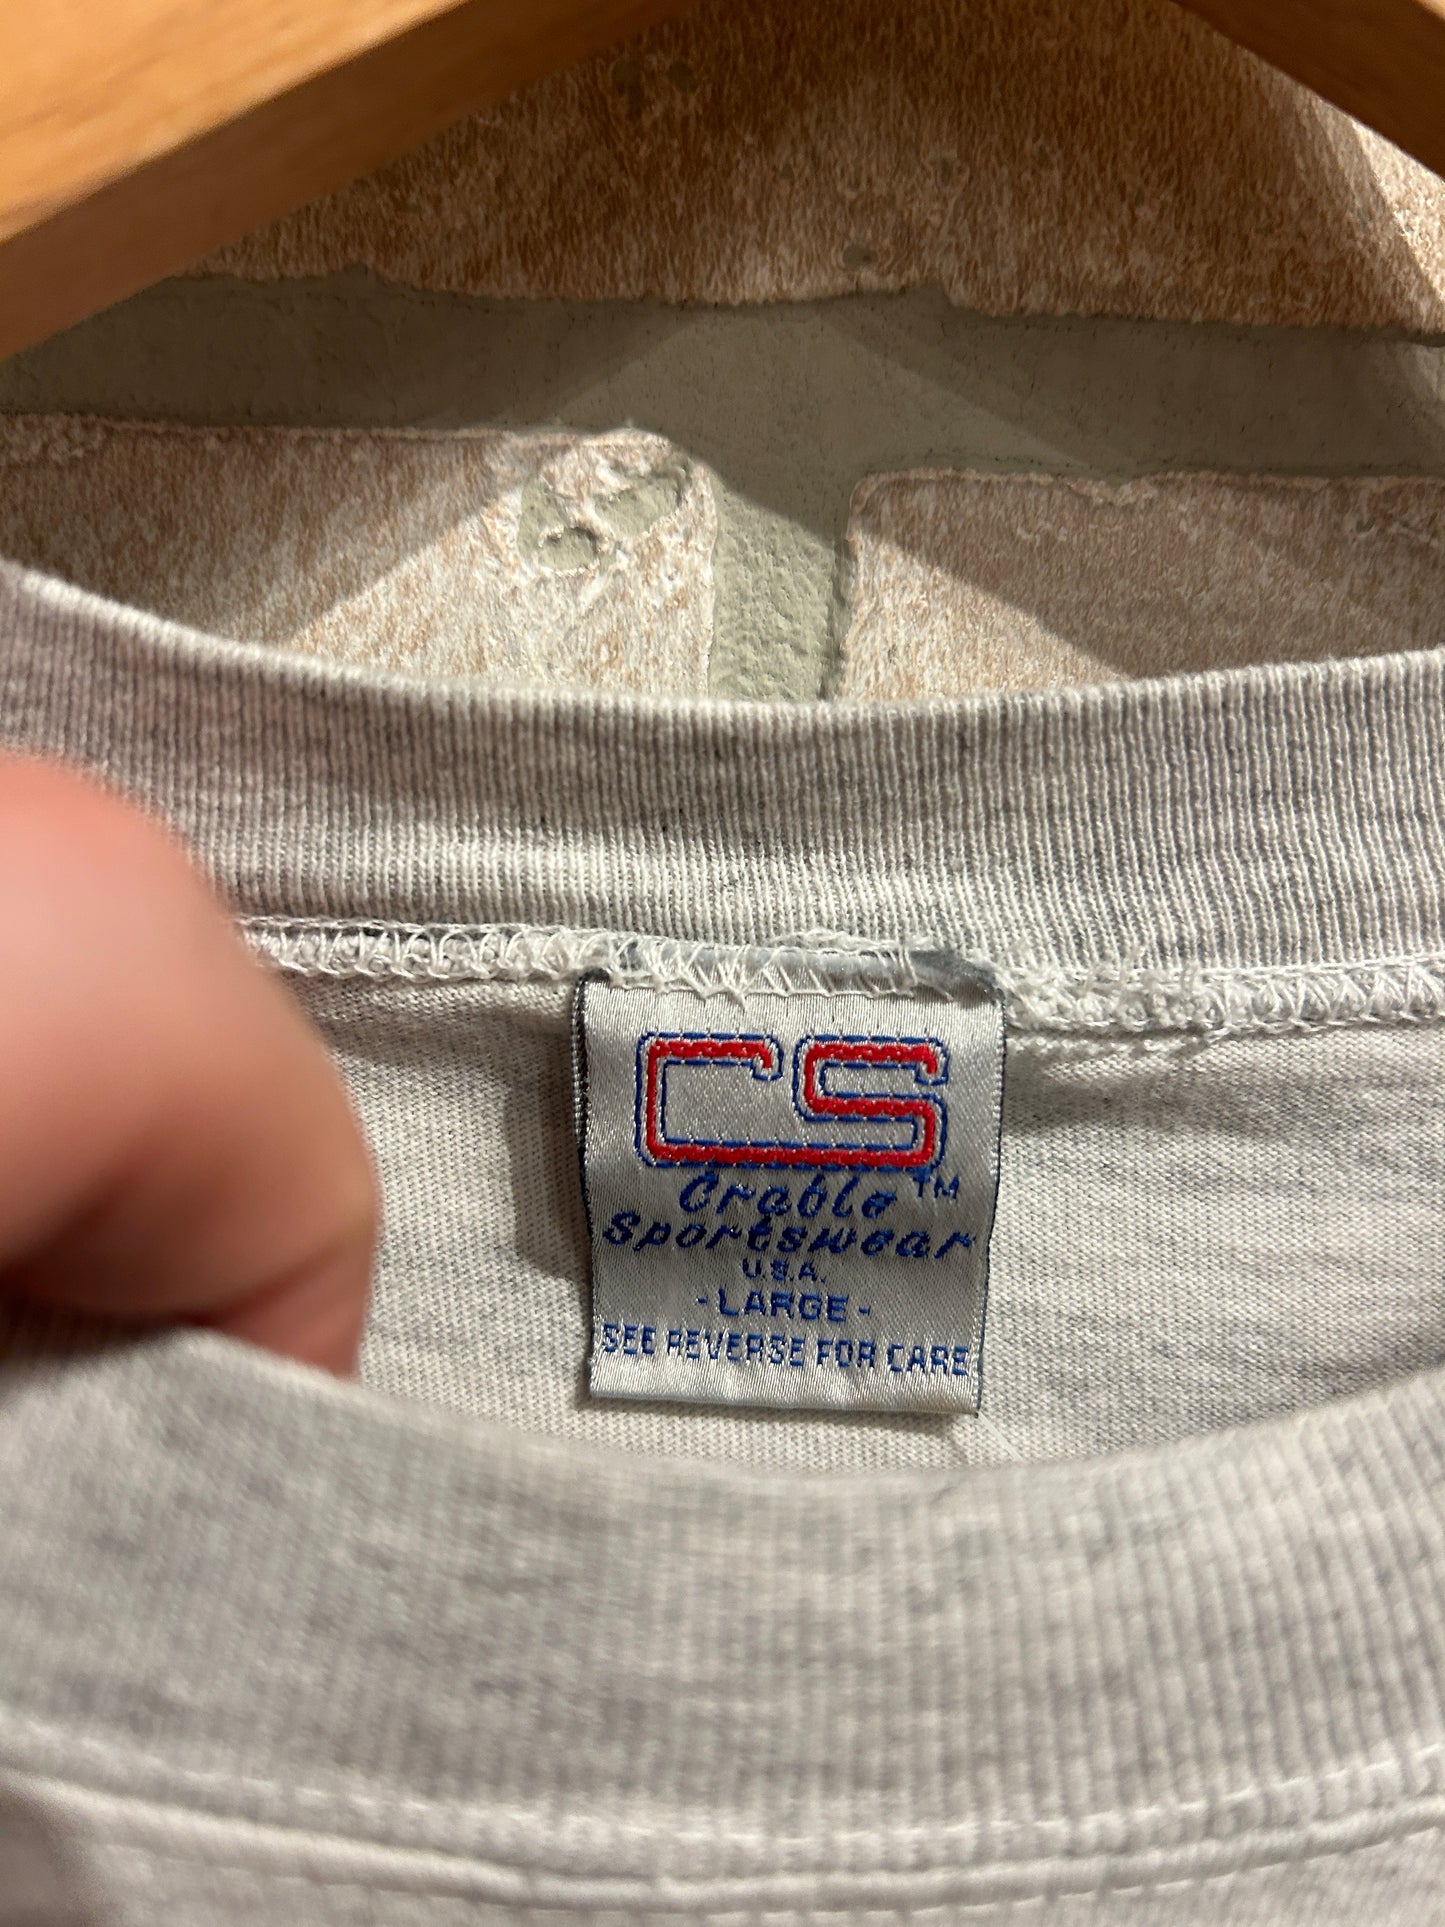 CS
Crable™
Sportswear
U.S.A.
-LARGE-
SEE REVERSE FOR CARE